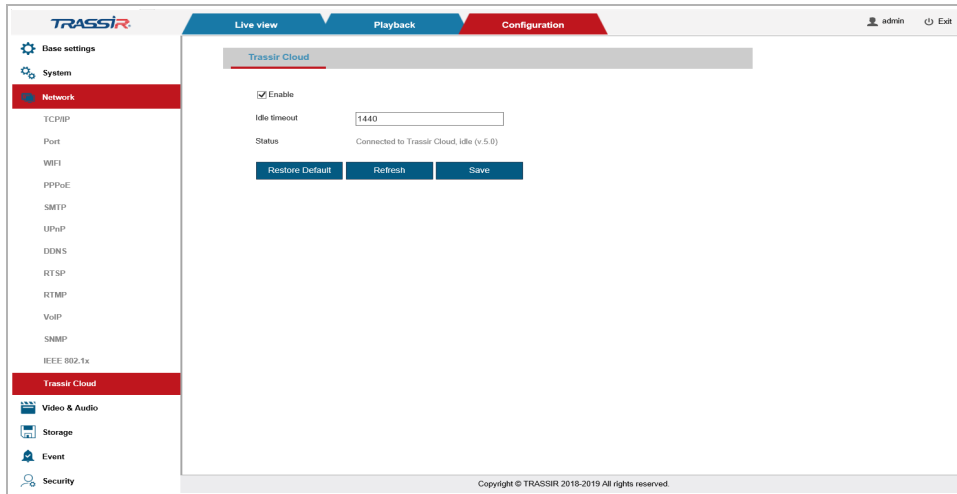 TRASSIR
Live view
Playback
Configuration
admin
Exit
Base settings
System
Network
TCP/IP
Port
WIFI
PPPoE
SMTP
UPnP
DDNS
RTSP
RTMP
VoIP
SNMP
IEEE 802.1x
Trassir Cloud
Video & Audio
Storage
Event
Security
Trassir Cloud
Enable
Idle timeout 1440
Status Connected to Trassir Cloud, idle (v.5.0)
Restore Default Refresh Save
Copyright © TRASSIR 2018-2019 All rights reserved.